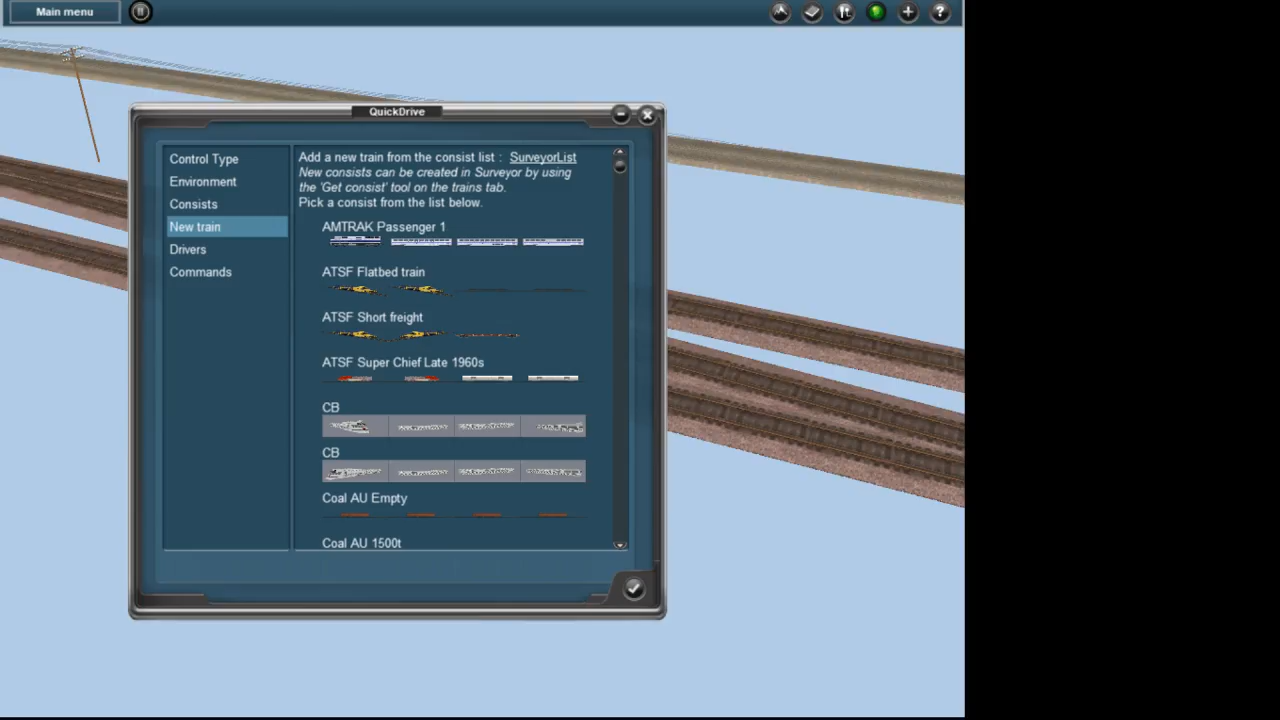 Main menu
QuickDrive
Control Type
Environment
Consists
New train
Drivers
Commands
Add a new train from the consist list : SurveyorList
New consists can be created in Surveyor by using
the 'Get consist' tool on the trains tab.
Pick a consist from the list below.
AMTRAK Passenger 1
ATSF Flatbed train
ATSF Short freight
ATSF Super Chief Late 1960s
CB
CB
Coal AU Empty
Coal AU 1500t